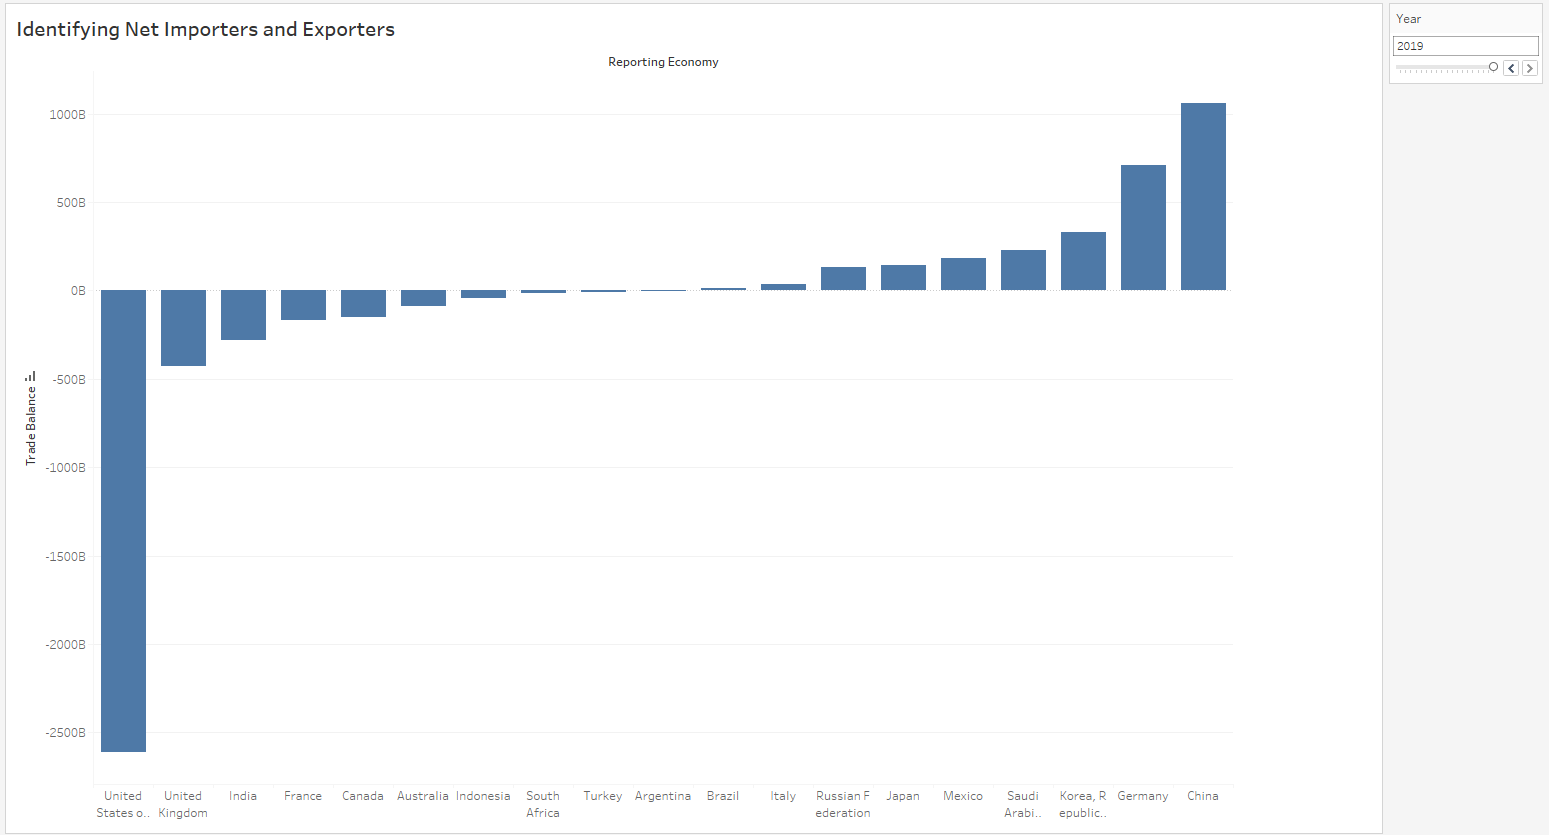 Identifying Net Importers and Exporters
Year
2019
Reporting Economy
1000B
500B
0B
-500B
-1000B
-1500B
-2000B
-2500B
Trade Balance
United States o..
United Kingdom
India
France
Canada
Australia
Indonesia
South Africa
Turkey
Argentina
Brazil
Italy
Russian F
ederation
Japan
Mexico
Saudi Arabi..
Korea, R
epublic..
Germany
China